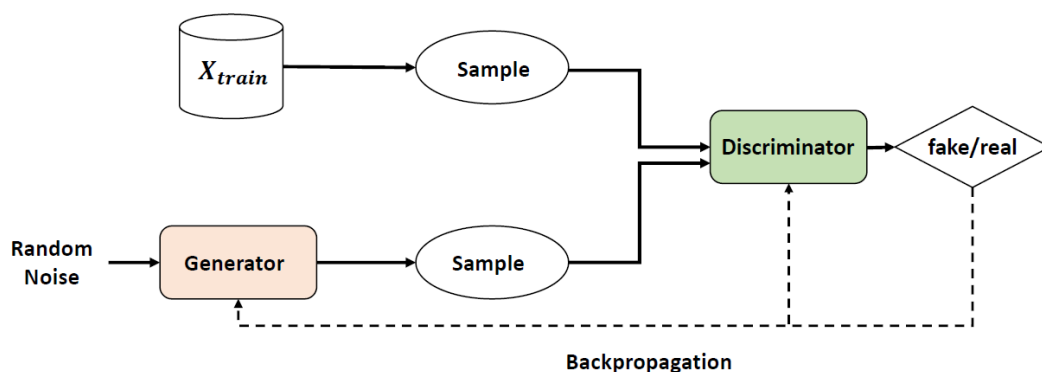 X_train
Sample
Discriminator
fake/real
Random
Noise
Generator
Sample
Backpropagation